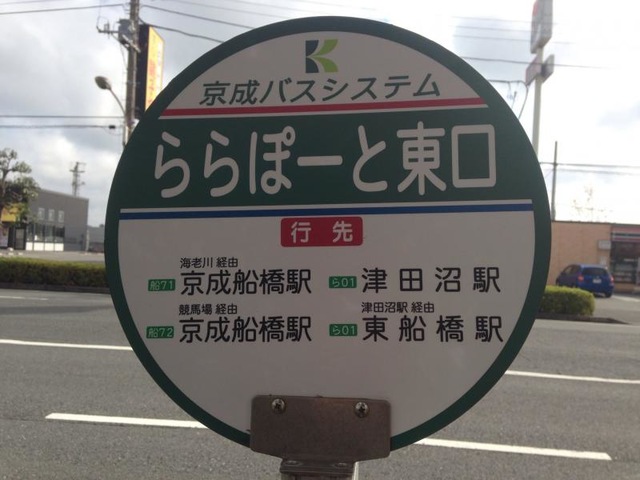 京成バスシステム
ららぽーと東口
行先
海老川 経由
船71 京成船橋駅
ら01 津田沼駅
競馬場 経由
船72 京成船橋駅
津田沼駅 経由
ら01 東船橋駅